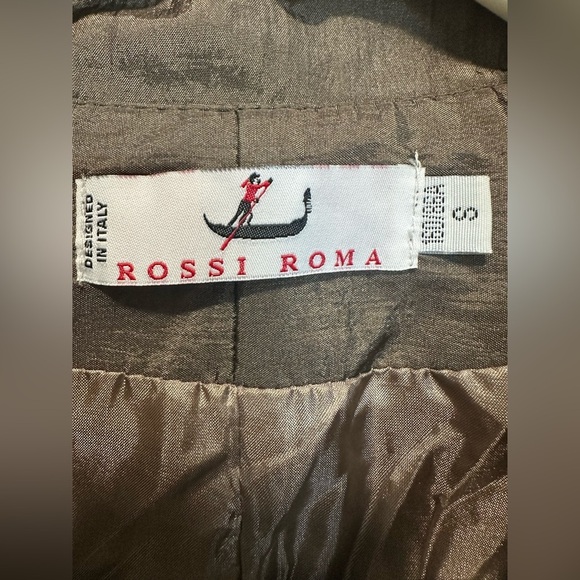 DESIGNED
IN ITALY
ROSSI ROMA
S